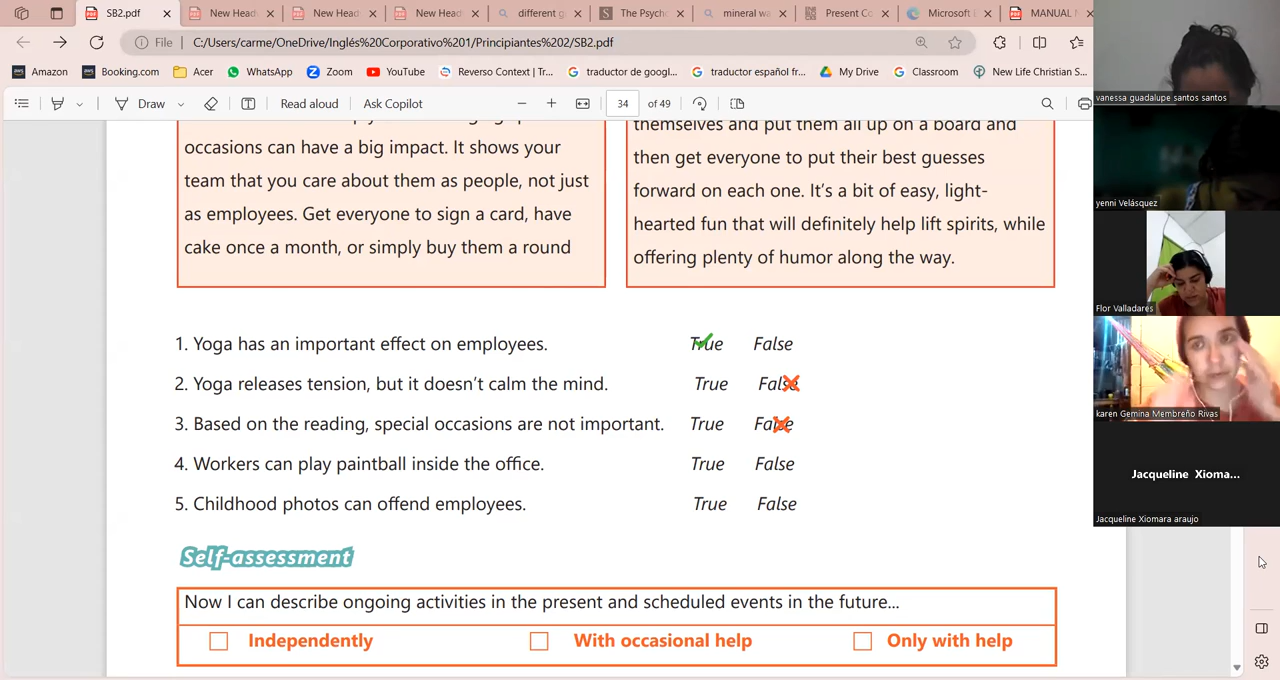 SB2.pdf
New Head
New Head
New Head
different g
The Psych
mineral wa
Present Co
Microsoft E
MANUAL
File
C:/Users/carme/OneDrive/Inglés%20Corporativo%201/Principiantes%202/SB2.pdf
Amazon
Booking.com
Acer
WhatsApp
Zoom
YouTube
Reverso Context | Tr...
traductor de googl...
traductor español fr...
My Drive
Classroom
New Life Christian S...
Draw
Read aloud
Ask Copilot
34 of 49
occasions can have a big impact. It shows your
team that you care about them as people, not just
as employees. Get everyone to sign a card, have
cake once a month, or simply buy them a round
themselves and put them all up on a board and
then get everyone to put their best guesses
forward on each one. It's a bit of easy, light-
hearted fun that will definitely help lift spirits, while
offering plenty of humor along the way.
1. Yoga has an important effect on employees. True False
2. Yoga releases tension, but it doesn't calm the mind. True False
3. Based on the reading, special occasions are not important. True False
4. Workers can play paintball inside the office. True False
5. Childhood photos can offend employees. True False
Self-assessment
Now I can describe ongoing activities in the present and scheduled events in the future...
Independently With occasional help Only with help
vanessa guadalupe santos santos
yenni Velásquez
Flor Valladares
karen Gemina Membreño Rivas
Jacqueline Xioma...
Jacqueline Xiomara araujo